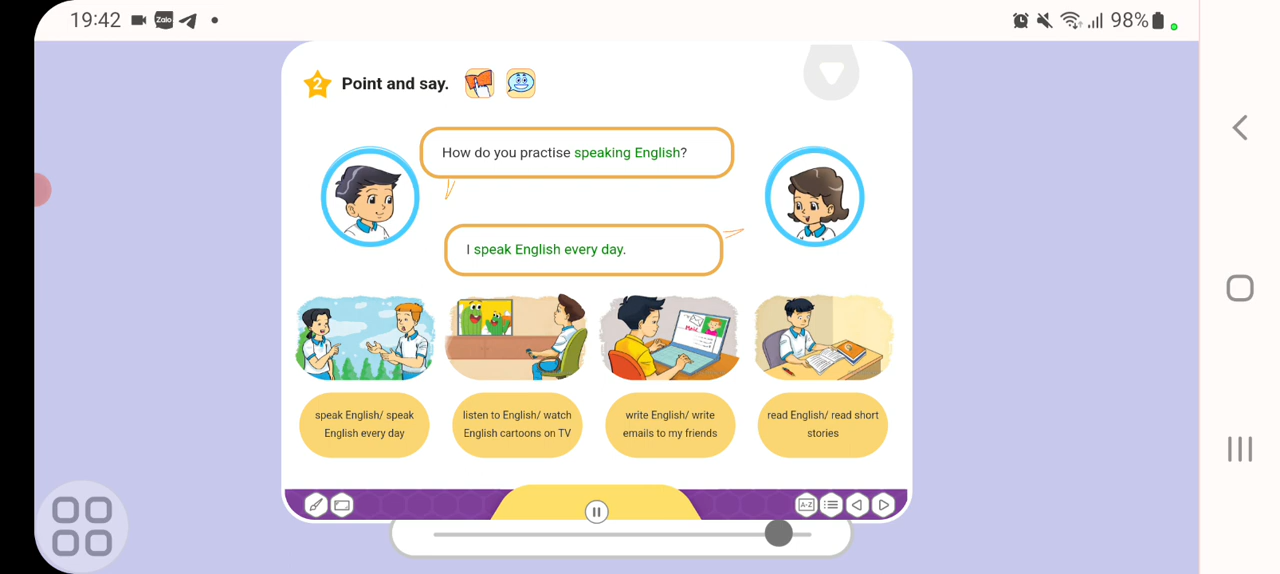 19:42
Zalo
98%
2
Point and say.
How do you practise speaking English?
I speak English every day.
speak English/ speak
English every day
listen to English/ watch
English cartoons on TV
write English/ write
emails to my friends
read English/ read short
stories
A-Z